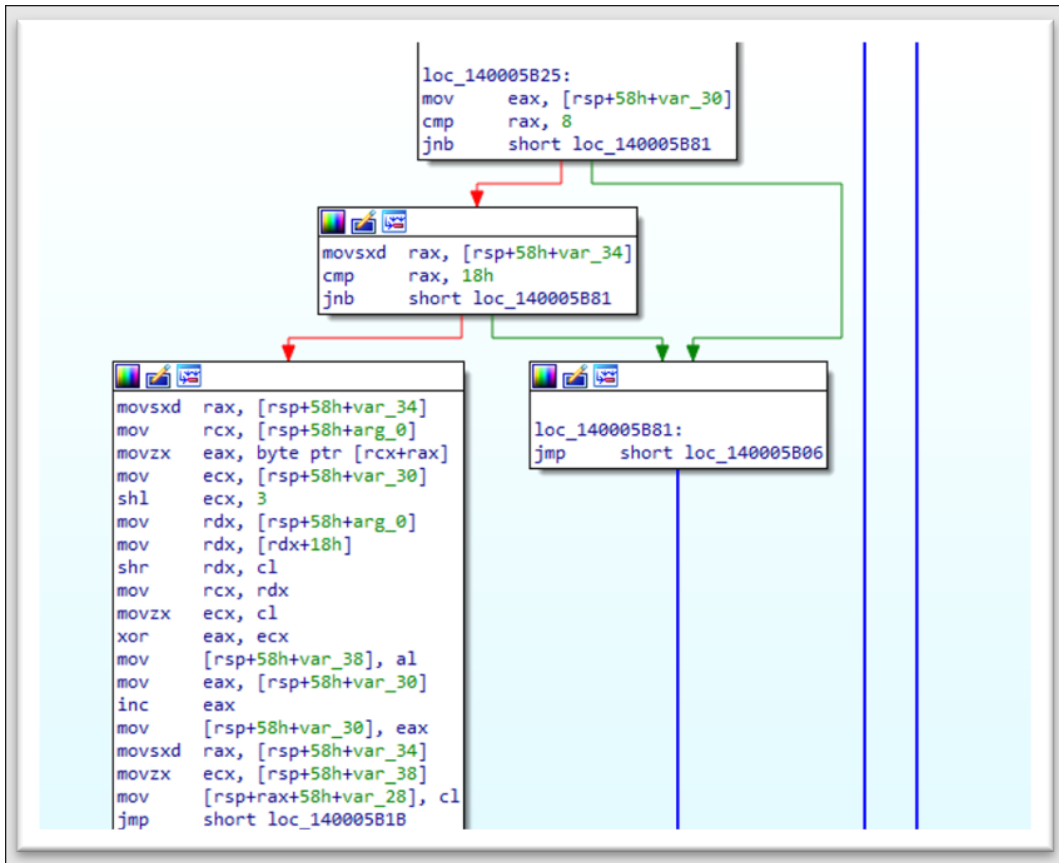 loc_140005B25:
mov eax, [rsp+58h+var_30]
cmp rax, 8
jnb short loc_140005B81
movsxd rax, [rsp+58h+var_34]
cmp rax, 18h
jnb short loc_140005B81
movsxd rax, [rsp+58h+var_34]
mov rcx, [rsp+58h+arg_0]
movzx eax, byte ptr [rcx+rax]
mov ecx, [rsp+58h+var_30]
shl ecx, 3
mov rdx, [rsp+58h+arg_0]
mov rdx, [rdx+18h]
shr rdx, cl
mov rcx, rdx
movzx ecx, cl
xor eax, ecx
mov [rsp+58h+var_38], al
mov eax, [rsp+58h+var_30]
inc eax
mov [rsp+58h+var_30], eax
movsxd rax, [rsp+58h+var_34]
movzx ecx, [rsp+58h+var_38]
mov [rsp+rax+58h+var_28], cl
jmp short loc_140005B1B
loc_140005B81:
jmp short loc_140005B06